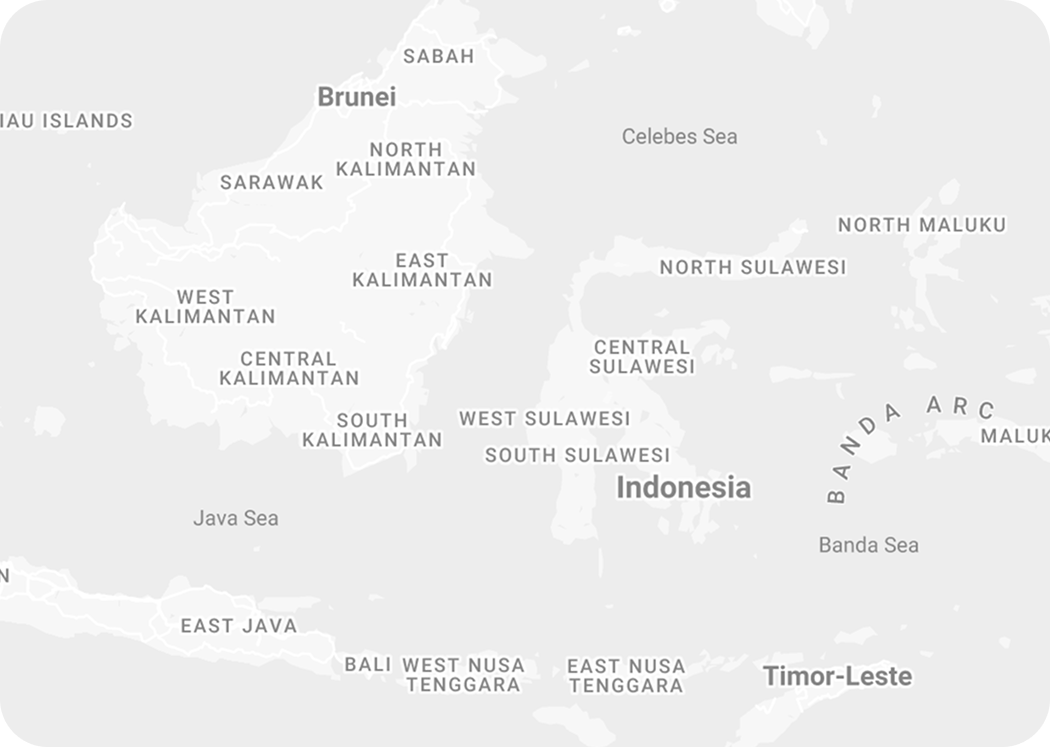 SABAH
Brunei
IAU ISLANDS
Celebes Sea
NORTH
KALIMANTAN
SARAWAK
NORTH MALUKU
EAST
KALIMANTAN
NORTH SULAWESI
WEST
KALIMANTAN
CENTRAL
SULAWESI
CENTRAL
KALIMANTAN
BANDA ARC
WEST SULAWESI
SOUTH
KALIMANTAN
MALUK
SOUTH SULAWESI
Indonesia
Java Sea
Banda Sea
N
EAST JAVA
BALI
WEST NUSA
TENGGARA
EAST NUSA
TENGGARA
Timor-Leste